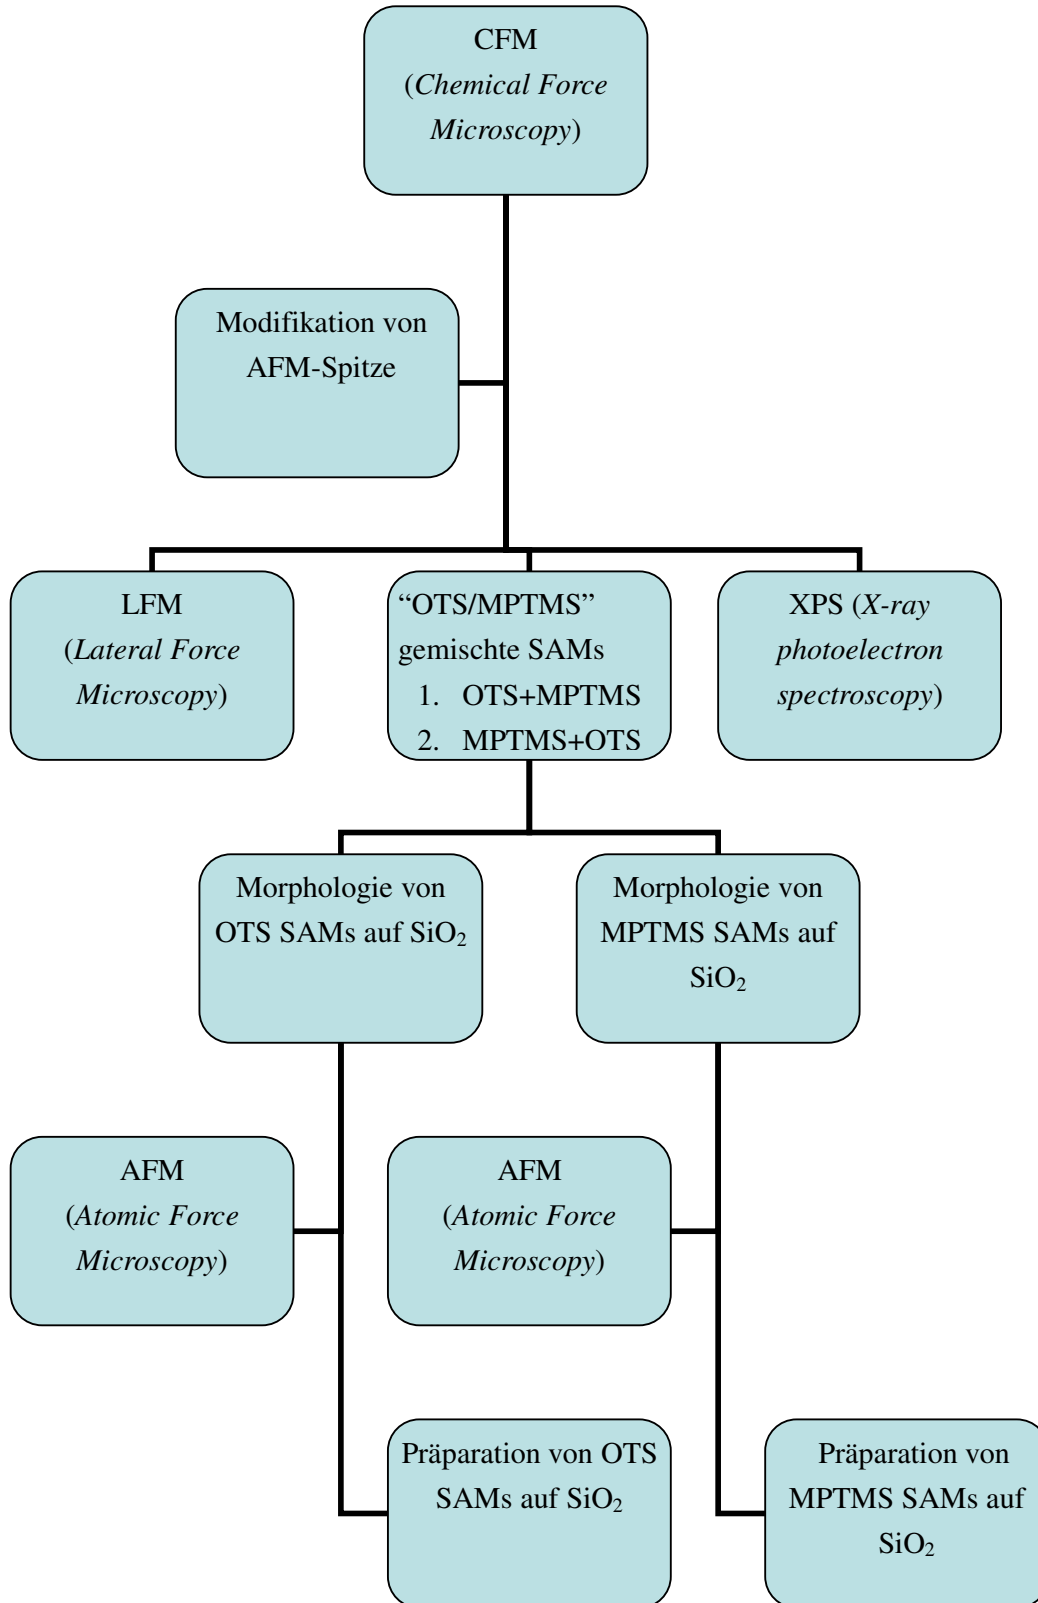 CFM
(Chemical Force
Microscopy)
Modifikation von
AFM-Spitze
LFM
(Lateral Force
Microscopy)
“OTS/MPTMS”
gemischte SAMs
1. OTS+MPTMS
2. MPTMS+OTS
XPS (X-ray
photoelectron
spectroscopy)
Morphologie von
OTS SAMs auf SiO₂
Morphologie von
MPTMS SAMs auf
SiO₂
AFM
(Atomic Force
Microscopy)
AFM
(Atomic Force
Microscopy)
Präparation von OTS
SAMs auf SiO₂
Präparation von
MPTMS SAMs auf
SiO₂